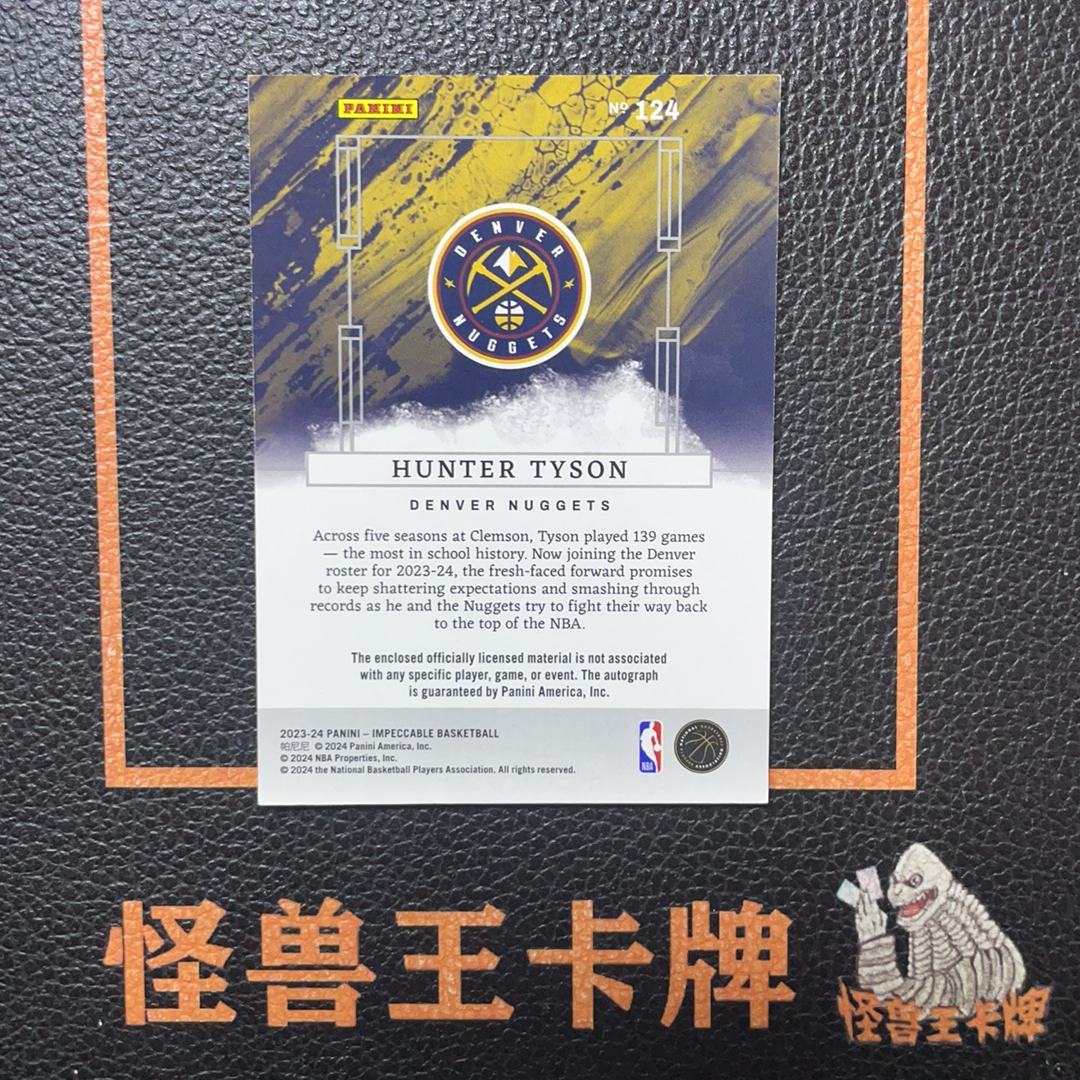 PANINI
Nº 124
DENVER
NUGGETS
HUNTER TYSON
DENVER NUGGETS
Across five seasons at Clemson, Tyson played 139 games
— the most in school history. Now joining the Denver
roster for 2023-24, the fresh-faced forward promises
to keep shattering expectations and smashing through
records as he and the Nuggets try to fight their way back
to the top of the NBA.
The enclosed officially licensed material is not associated
with any specific player, game, or event. The autograph
is guaranteed by Panini America, Inc.
2023-24 PANINI – IMPECCABLE BASKETBALL
帕尼尼 © 2024 Panini America, Inc.
© 2024 NBA Properties, Inc.
© 2024 the National Basketball Players Association. All rights reserved.
NBA
怪兽王卡牌
怪兽王卡牌